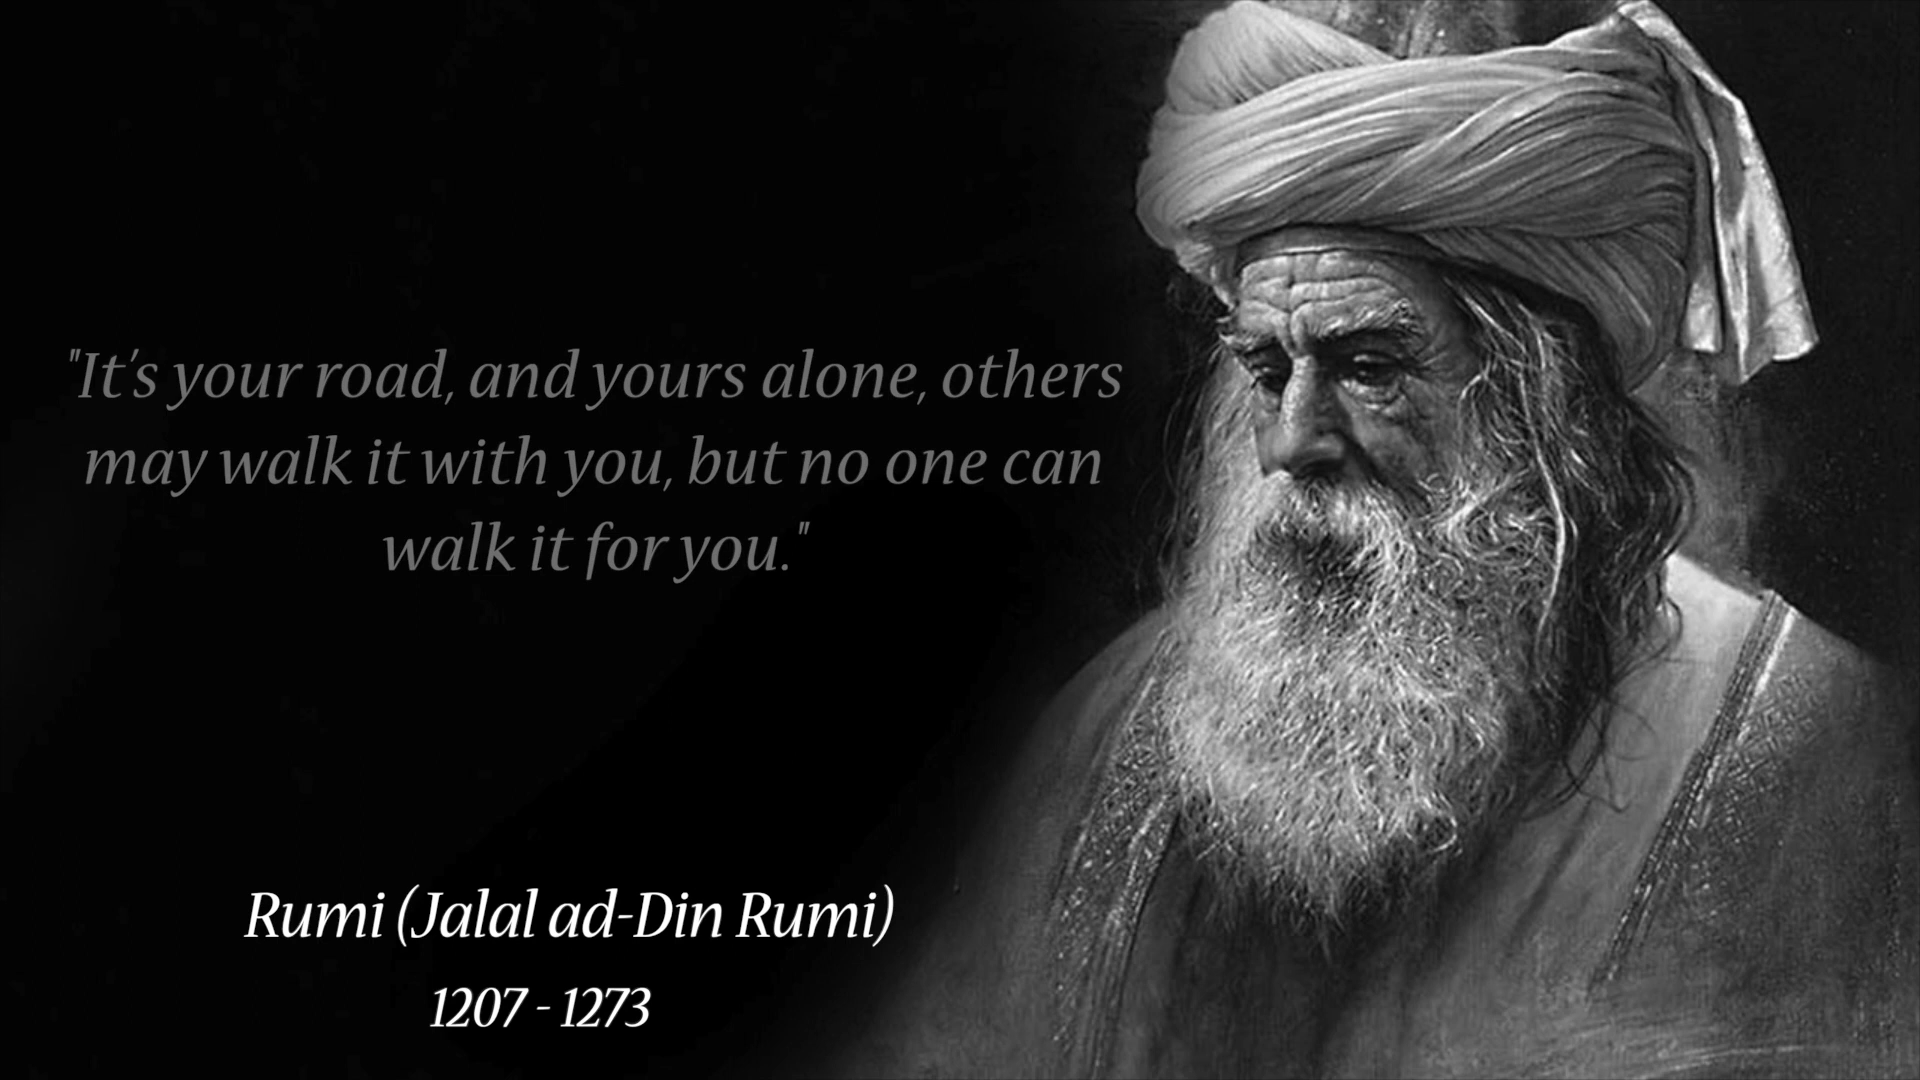 "It's your road, and yours alone, others
may walk it with you, but no one can
walk it for you."
Rumi (Jalal ad-Din Rumi)
1207 - 1273